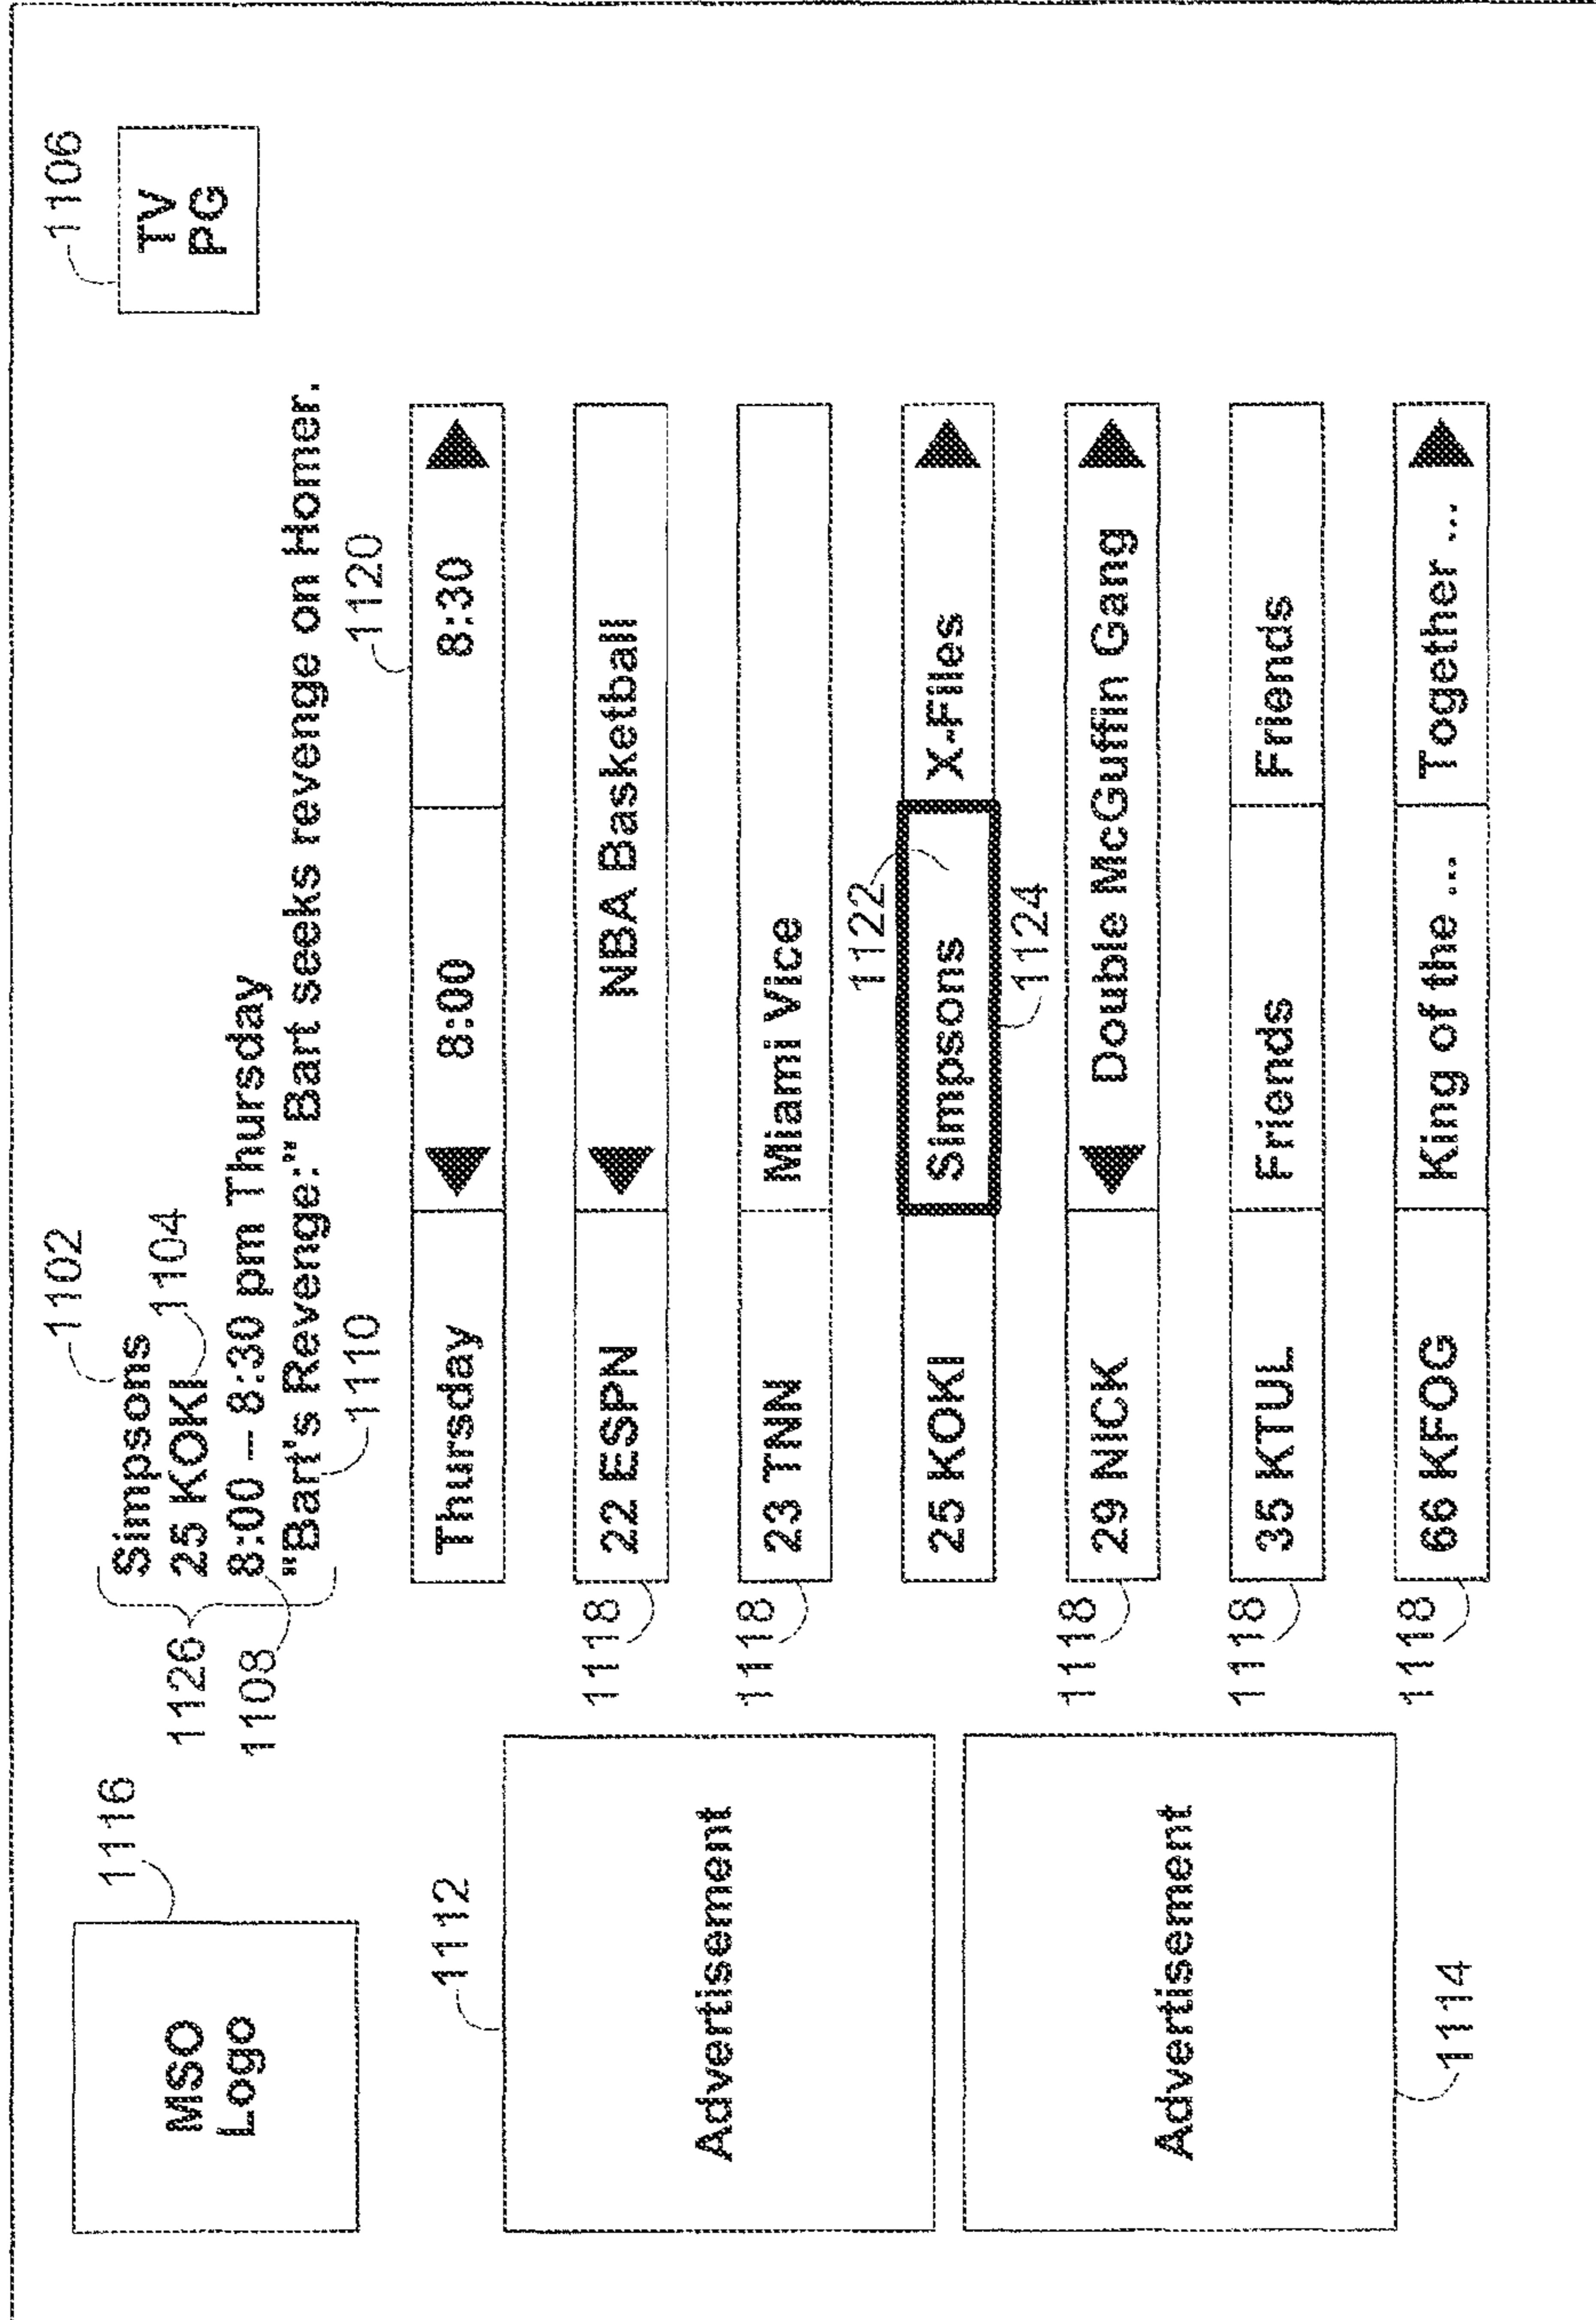 1106
TV
PG
1102
Simpsons
25 KOKI
1104
8:00 – 8:30 pm Thursday
"Bart's Revenge:" Bart seeks revenge on Homer.
1126
1108
1110
1116
MSO
Logo
1120
Thursday 8:00 8:30
22 ESPN NBA Basketball
1118
23 TNN Miami Vice
1118
1122
25 KOKI Simpsons X-Files
1124
29 NICK Double McGuffin Gang
1118
35 KTUL Friends Friends
1118
66 KFOG King of the ... Together ...
1118
1112
Advertisement
Advertisement
1114